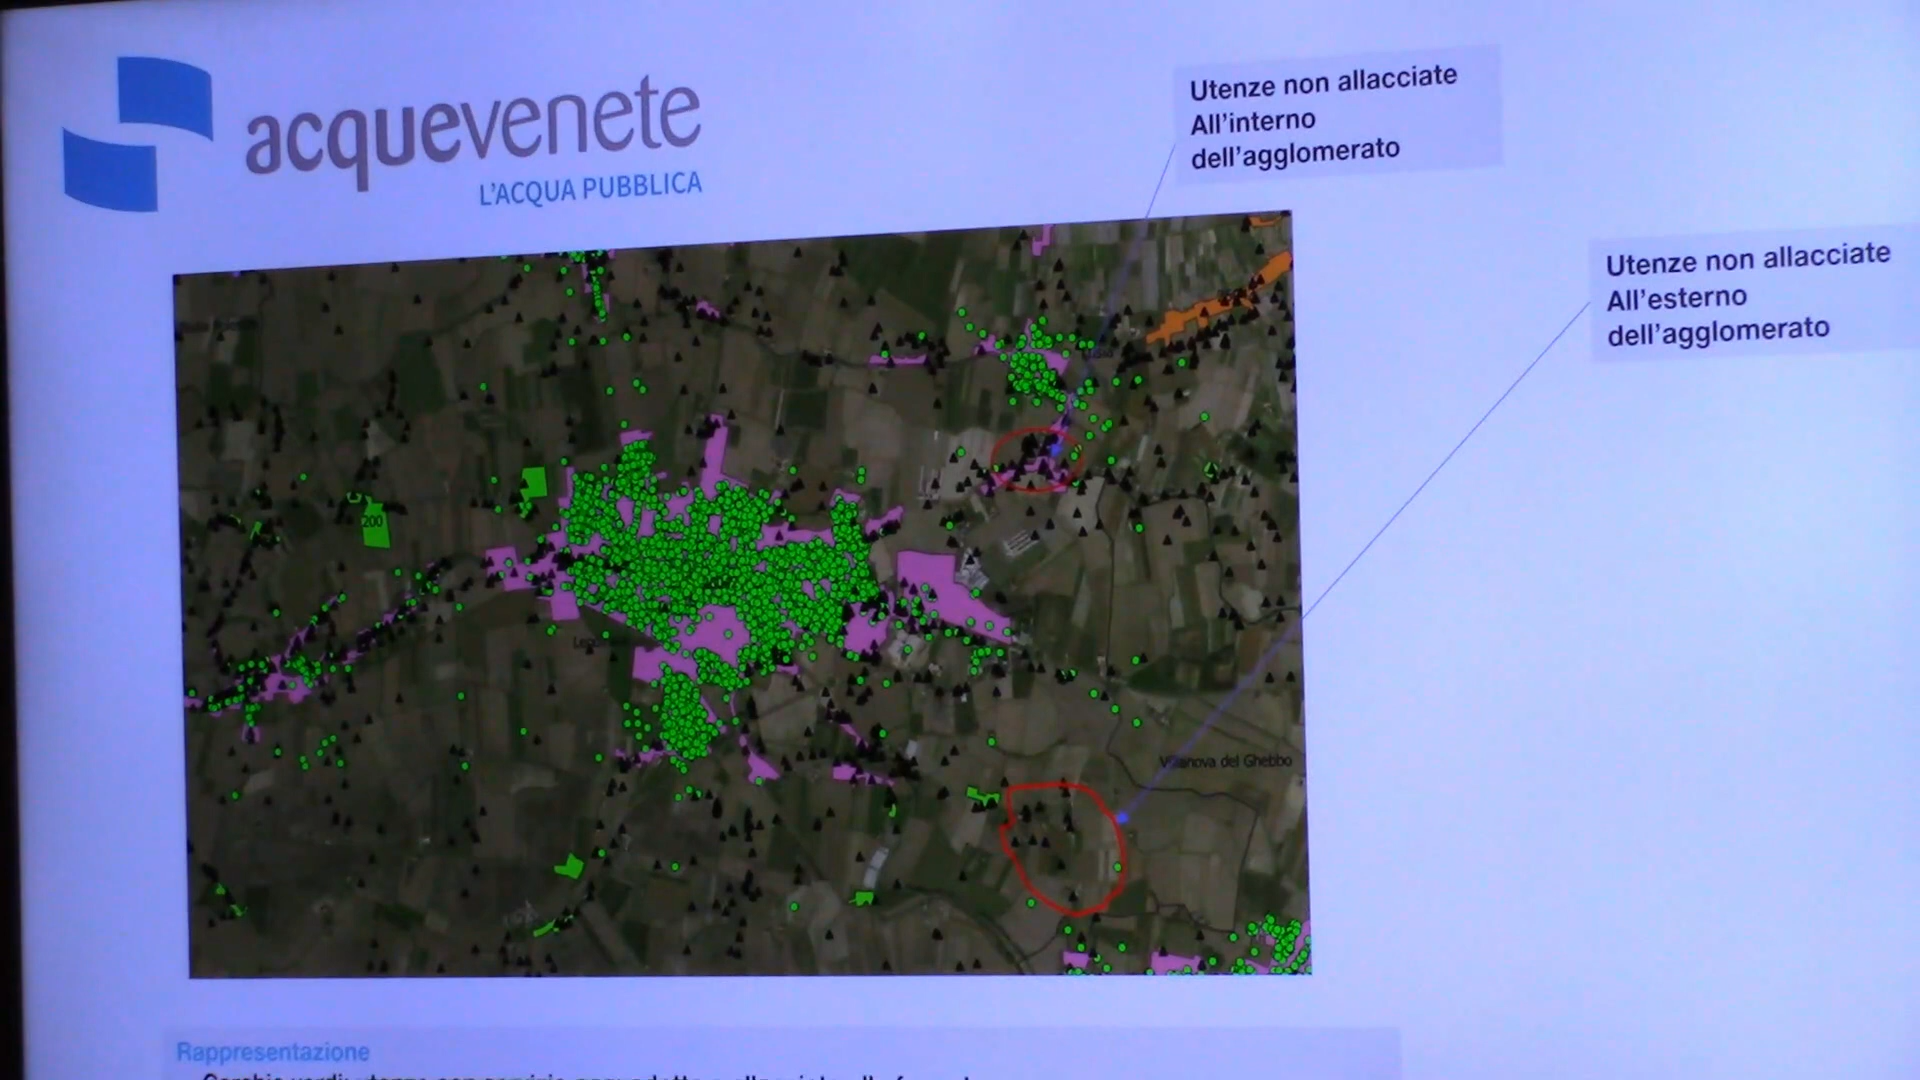 acquevenete
L'ACQUA PUBBLICA
Utenze non allacciate
All'interno
dell'agglomerato
Utenze non allacciate
All'esterno
dell'agglomerato
200
Villanova del Ghebbo
Rappresentazione